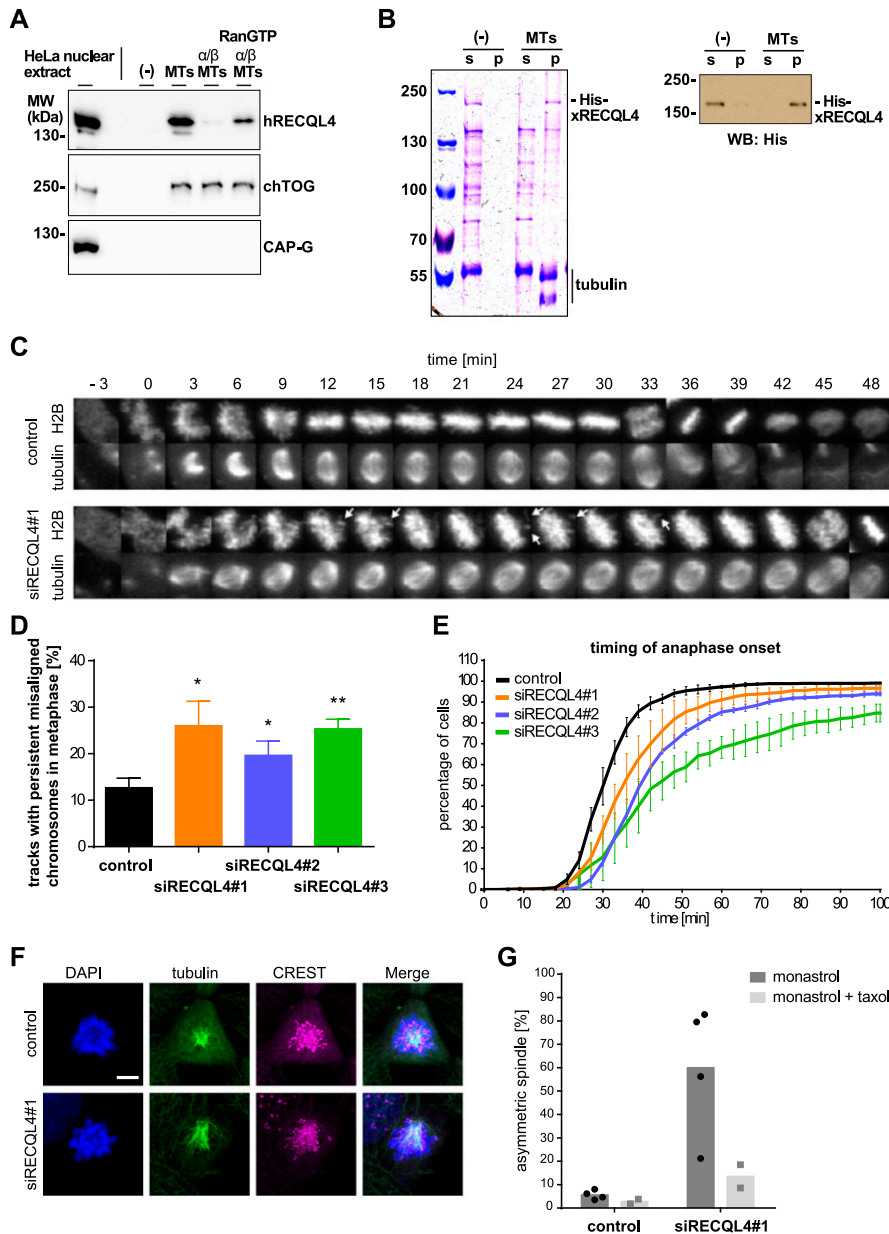 A
RanGTP
HeLa nuclear extract
(-)
MTs
α/β MTs
α/β MTs
MW (kDa)
130-
hRECQL4
250-
chTOG
130-
CAP-G
B
(-) MTs
s p s p
250
130
100
70
55
- His-xRECQL4
tubulin
(-) MTs
s p s p
250-
150-
- His-xRECQL4
WB: His
C
time [min]
- 3 0 3 6 9 12 15 18 21 24 27 30 33 36 39 42 45 48
control
H2B
tubulin
siRECQL4#1
H2B
tubulin
D
tracks with persistent misaligned chromosomes in metaphase [%]
40
30
20
10
0
*
*
**
control
siRECQL4#1
siRECQL4#2
siRECQL4#3
E
timing of anaphase onset
percentage of cells
110
100
90
80
70
60
50
40
30
20
10
0
control
siRECQL4#1
siRECQL4#2
siRECQL4#3
0 10 20 30 40 50 60 70 80 90 100
time [min]
F
DAPI
tubulin
CREST
Merge
control
siRECQL4#1
G
asymmetric spindle [%]
100
90
80
70
60
50
40
30
20
10
0
monastrol
monastrol + taxol
control
siRECQL4#1